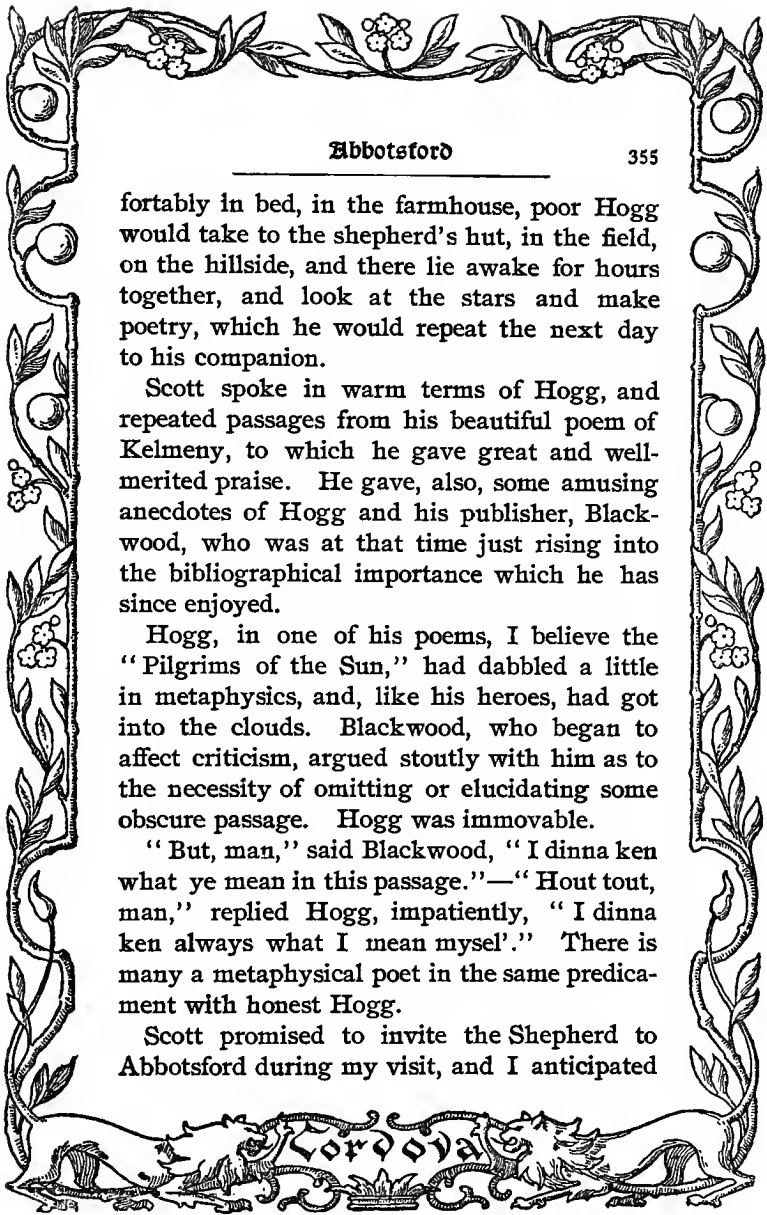 Abbotsford 355
fortably in bed, in the farmhouse, poor Hogg
would take to the shepherd's hut, in the field,
on the hillside, and there lie awake for hours
together, and look at the stars and make
poetry, which he would repeat the next day
to his companion.
Scott spoke in warm terms of Hogg, and
repeated passages from his beautiful poem of
Kelmeny, to which he gave great and well-
merited praise. He gave, also, some amusing
anecdotes of Hogg and his publisher, Black-
wood, who was at that time just rising into
the bibliographical importance which he has
since enjoyed.
Hogg, in one of his poems, I believe the
"Pilgrims of the Sun," had dabbled a little
in metaphysics, and, like his heroes, had got
into the clouds. Blackwood, who began to
affect criticism, argued stoutly with him as to
the necessity of omitting or elucidating some
obscure passage. Hogg was immovable.
"But, man," said Blackwood, "I dinna ken
what ye mean in this passage."—"Hout tout,
man," replied Hogg, impatiently, "I dinna
ken always what I mean mysel'." There is
many a metaphysical poet in the same predica-
ment with honest Hogg.
Scott promised to invite the Shepherd to
Abbotsford during my visit, and I anticipated
Cordova